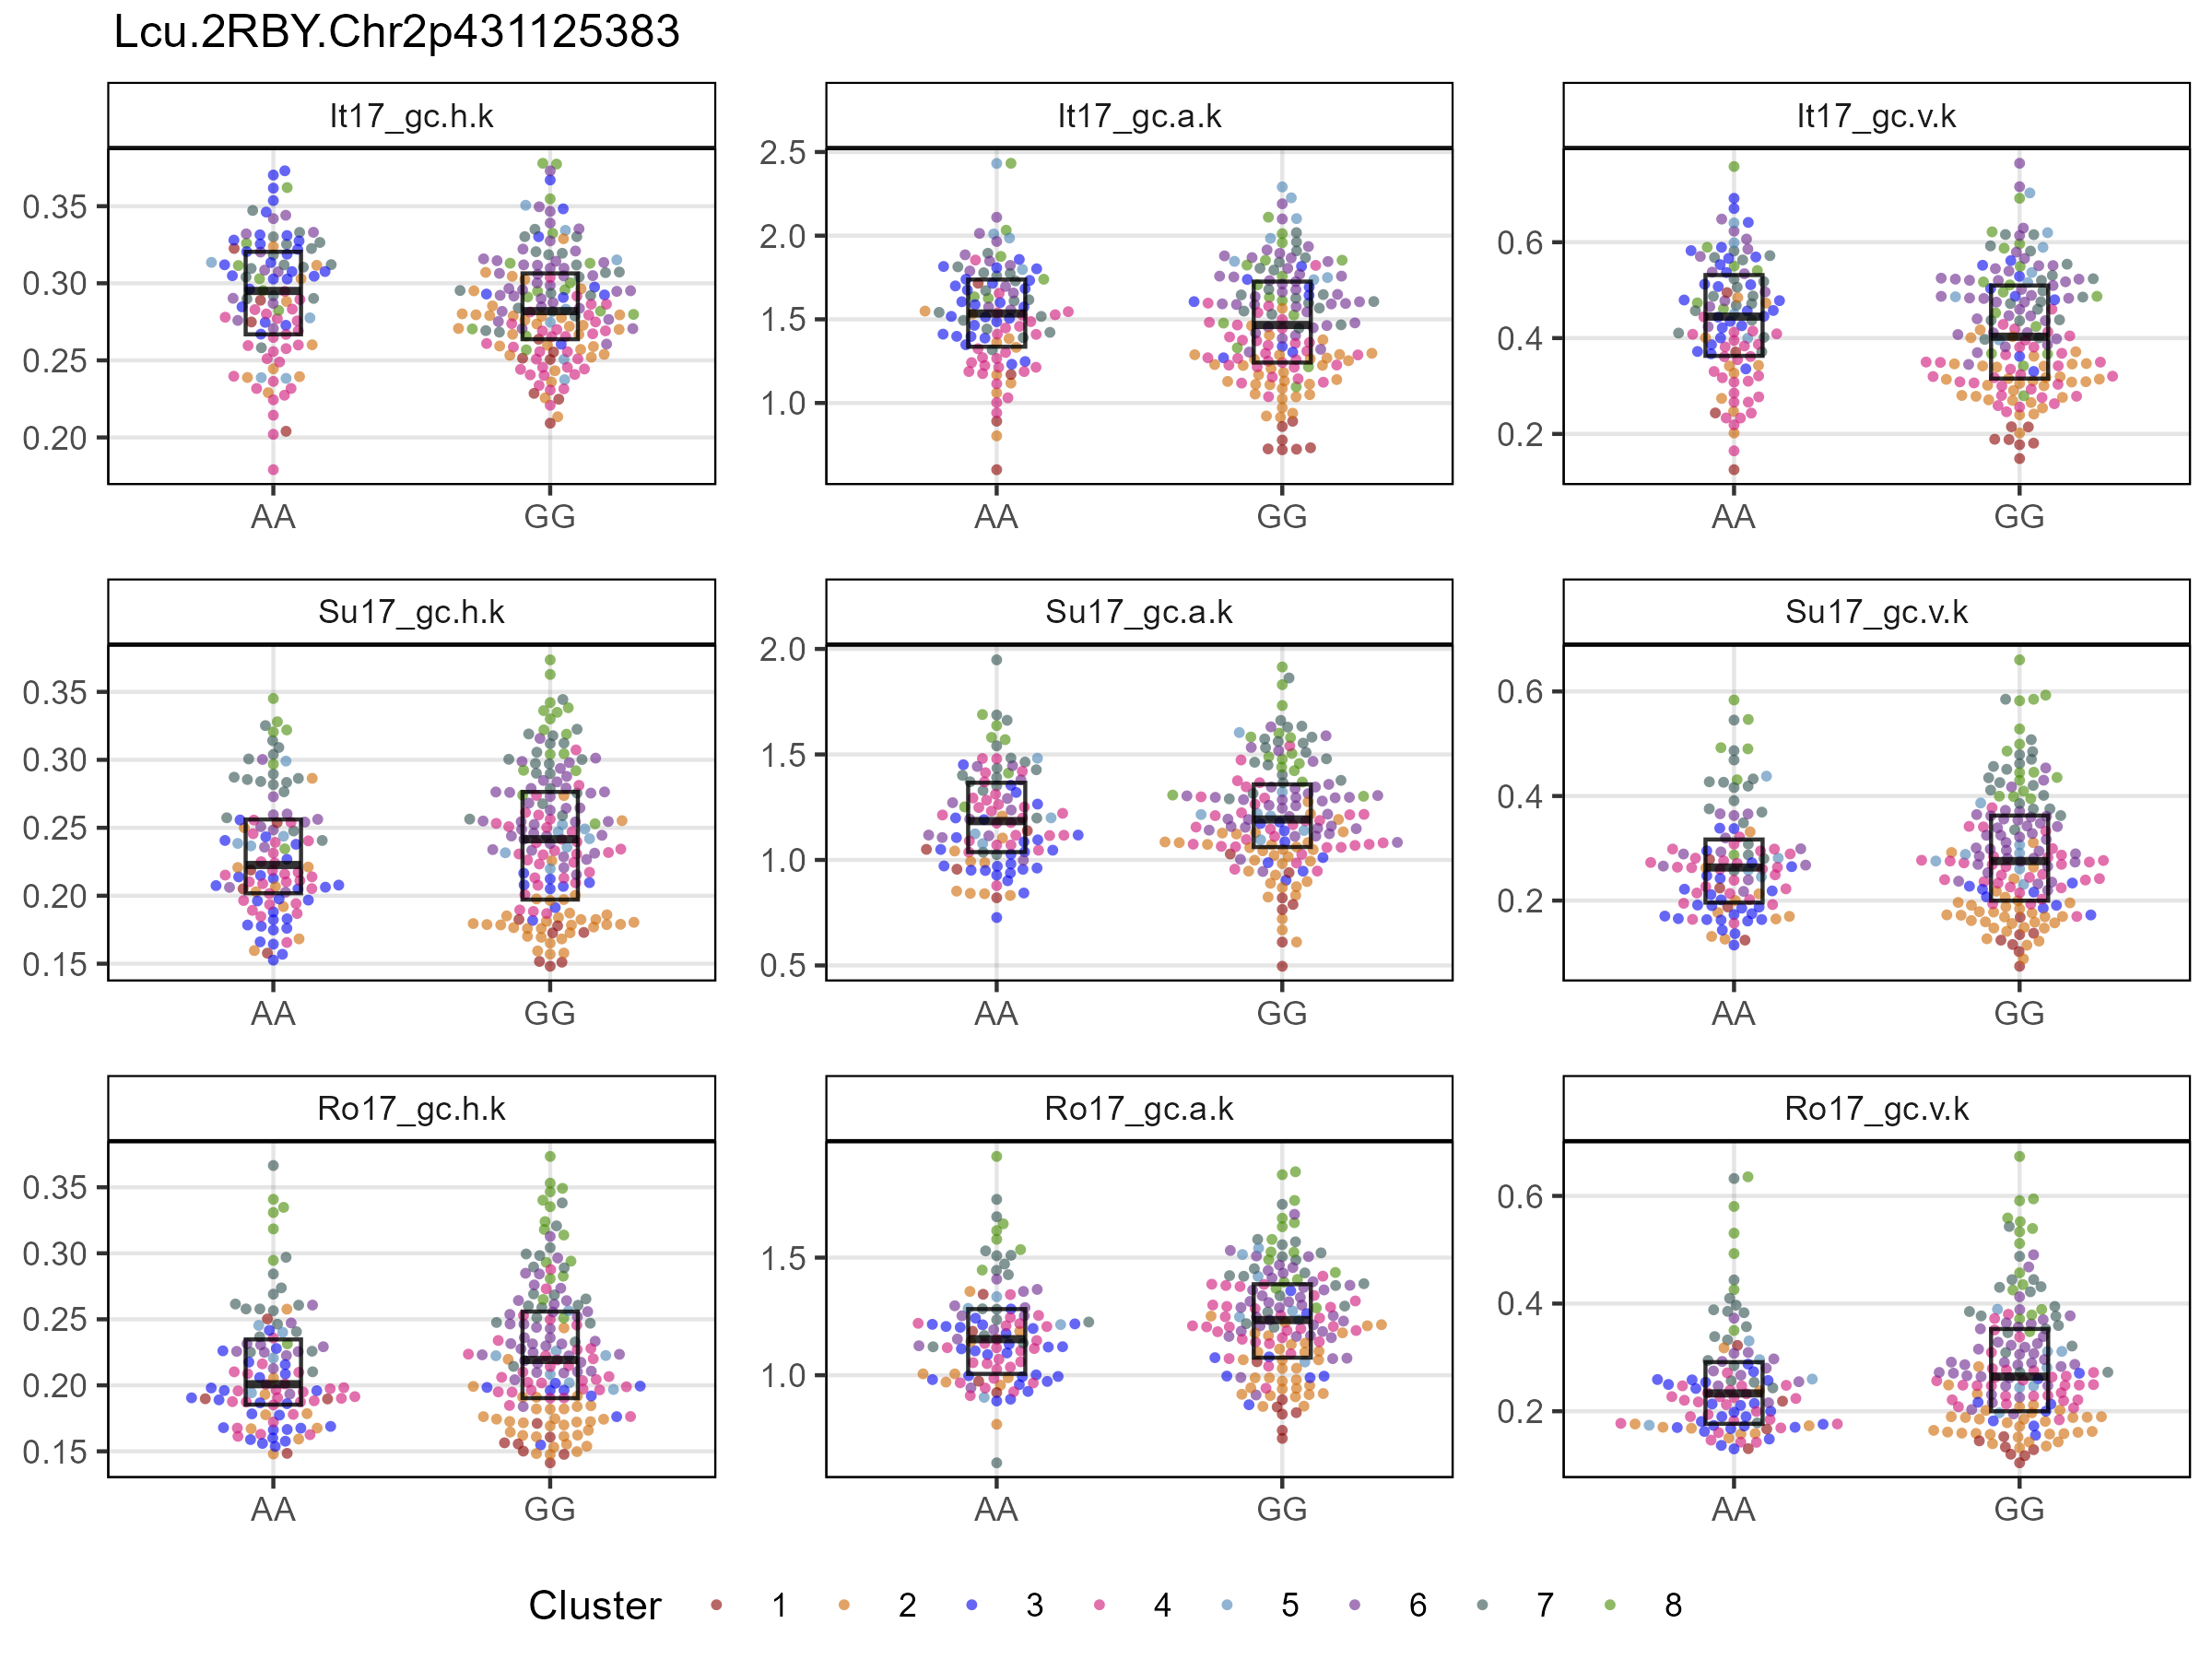 Lcu.2RBY.Chr2p431125383
It17_gc.h.k
It17_gc.a.k
It17_gc.v.k
0.35
0.30
0.25
0.20
AA GG
2.5
2.0
1.5
1.0
AA GG
0.6
0.4
0.2
AA GG
Su17_gc.h.k
Su17_gc.a.k
Su17_gc.v.k
0.35
0.30
0.25
0.20
0.15
AA GG
2.0
1.5
1.0
0.5
AA GG
0.6
0.4
0.2
AA GG
Ro17_gc.h.k
Ro17_gc.a.k
Ro17_gc.v.k
0.35
0.30
0.25
0.20
0.15
AA GG
1.5
1.0
AA GG
0.6
0.4
0.2
AA GG
Cluster 1 2 3 4 5 6 7 8